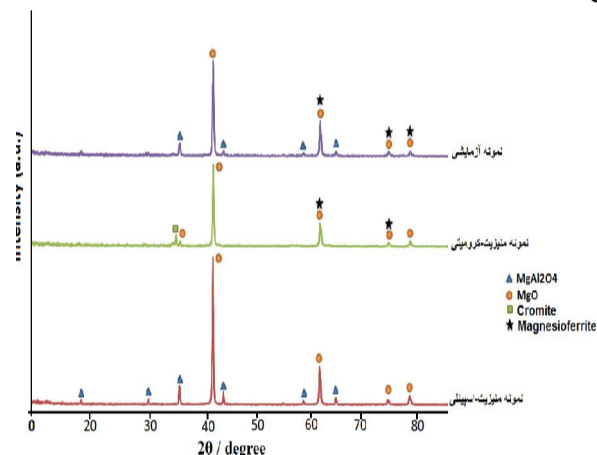 نمونه آزمایشی
نمونه منیزیت-کرومیتی
MgAl2O4
MgO
Cromite
Magnesioferrite
نمونه منیزیت-اسپینلی
0 20 30 40 50 60 70 80
2θ / degree